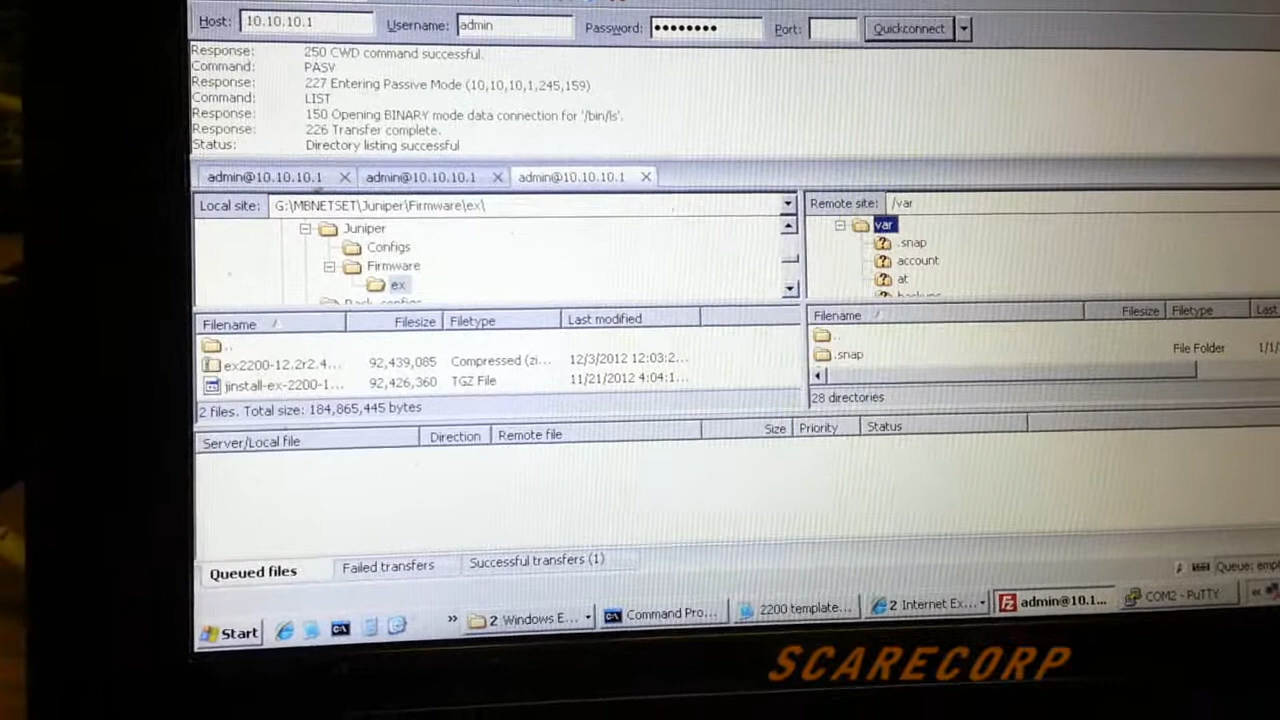 Host: 10.10.10.1 Username: admin Password: •••••••• Port: Quickconnect
Response: 250 CWD command successful.
Command: PASV
Response: 227 Entering Passive Mode (10,10,10,1,245,159)
Command: LIST
Response: 150 Opening BINARY mode data connection for '/bin/ls'.
Response: 226 Transfer complete.
Status: Directory listing successful
admin@10.10.10.1 admin@10.10.10.1 admin@10.10.10.1
Local site: G:\MBNETSET\Juniper\Firmware\ex\
Juniper
Configs
Firmware
ex
Remote site: /var
var
.snap
account
at
Filename Filesize Filetype Last modified
..
ex2200-12.2r2.4... 92,439,085 Compressed (zi... 12/3/2012 12:03:2...
jinstall-ex-2200-1... 92,426,360 TGZ File 11/21/2012 4:04:1...
2 files. Total size: 184,865,445 bytes
Filename Filesize Filetype Last
..
.snap File Folder 1/1/
28 directories
Server/Local file Direction Remote file Size Priority Status
Queued files Failed transfers Successful transfers (1)
Queue: emp
Start » 2 Windows E... Command Pro... 2200 template... 2 Internet Ex... admin@10.1... COM2 - PuTTY «
SCARECORP